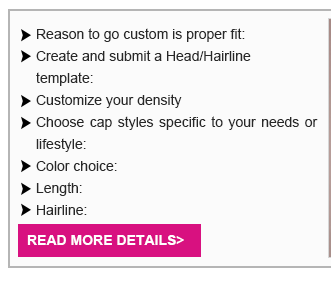 Reason to go custom is proper fit:
Create and submit a Head/Hairline
template:
Customize your density
Choose cap styles specific to your needs or
lifestyle:
Color choice:
Length:
Hairline:
READ MORE DETAILS>